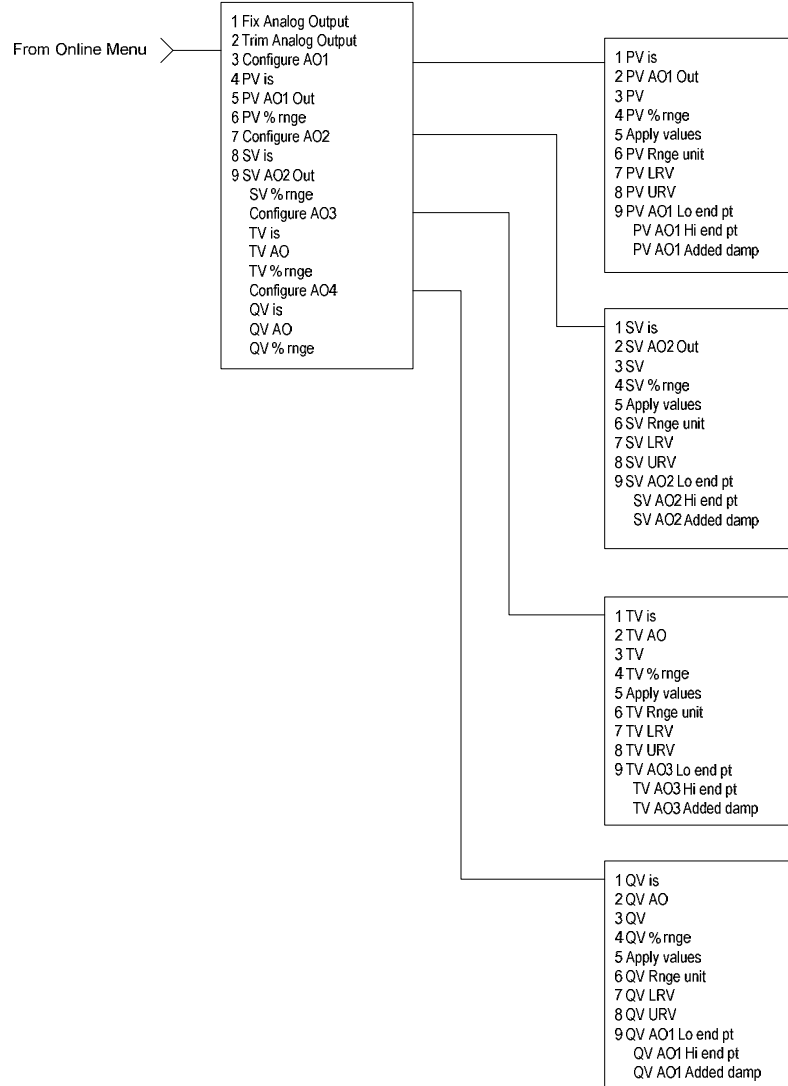 From Online Menu
1 Fix Analog Output
2 Trim Analog Output
3 Configure AO1
4 PV is
5 PV AO1 Out
6 PV % rnge
7 Configure AO2
8 SV is
9 SV AO2 Out
SV % rnge
Configure AO3
TV is
TV AO
TV % rnge
Configure AO4
QV is
QV AO
QV % rnge
1 PV is
2 PV AO1 Out
3 PV
4 PV % rnge
5 Apply values
6 PV Rnge unit
7 PV LRV
8 PV URV
9 PV AO1 Lo end pt
PV AO1 Hi end pt
PV AO1 Added damp
1 SV is
2 SV AO2 Out
3 SV
4 SV % rnge
5 Apply values
6 SV Rnge unit
7 SV LRV
8 SV URV
9 SV AO2 Lo end pt
SV AO2 Hi end pt
SV AO2 Added damp
1 TV is
2 TV AO
3 TV
4 TV % rnge
5 Apply values
6 TV Rnge unit
7 TV LRV
8 TV URV
9 TV AO3 Lo end pt
TV AO3 Hi end pt
TV AO3 Added damp
1 QV is
2 QV AO
3 QV
4 QV % rnge
5 Apply values
6 QV Rnge unit
7 QV LRV
8 QV URV
9 QV AO1 Lo end pt
QV AO1 Hi end pt
QV AO1 Added damp